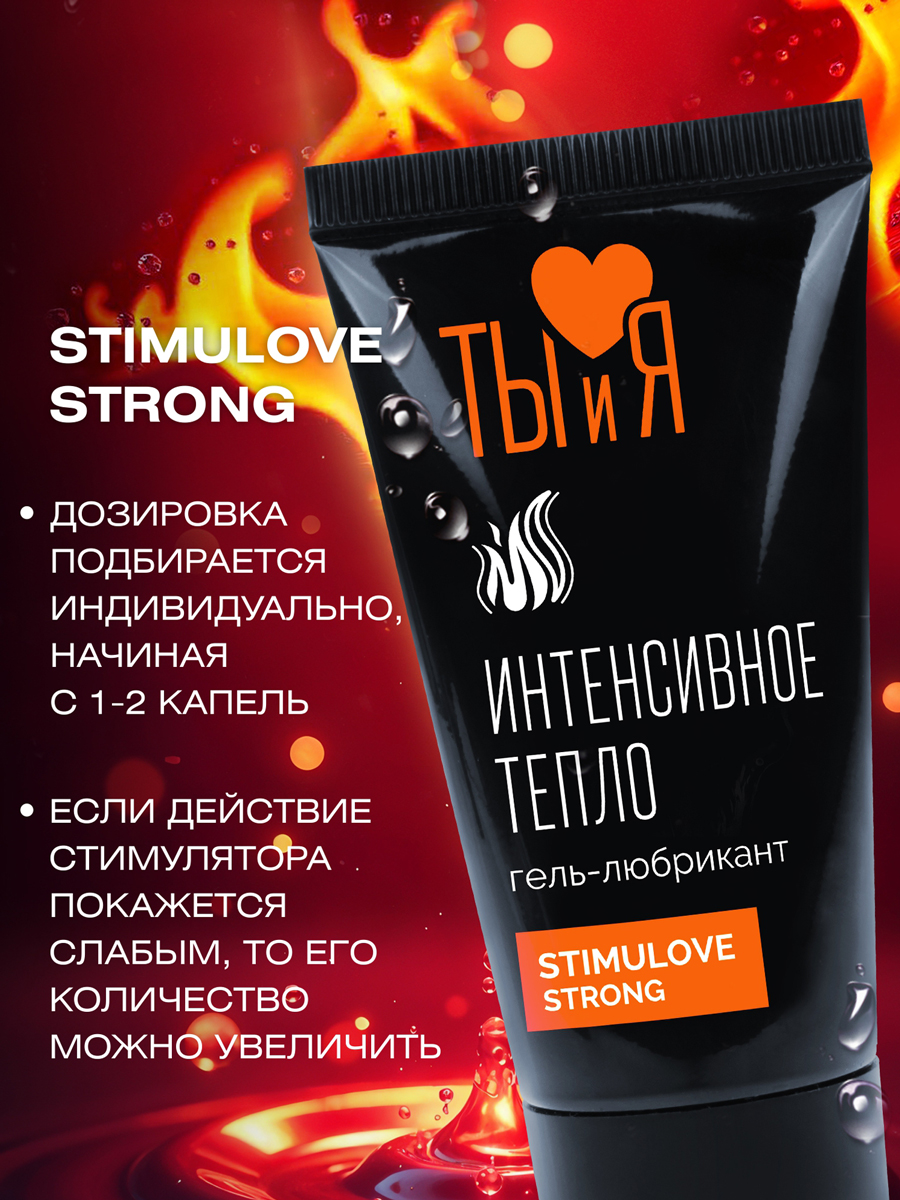 STIMULOVE
STRONG
• ДОЗИРОВКА
ПОДБИРАЕТСЯ
ИНДИВИДУАЛЬНО,
НАЧИНАЯ
С 1-2 КАПЕЛЬ
• ЕСЛИ ДЕЙСТВИЕ
СТИМУЛЯТОРА
ПОКАЖЕТСЯ
СЛАБЫМ, ТО ЕГО
КОЛИЧЕСТВО
МОЖНО УВЕЛИЧИТЬ
ТЫ и Я
ИНТЕНСИВНОЕ
ТЕПЛО
гель-любрикант
STIMULOVE
STRONG